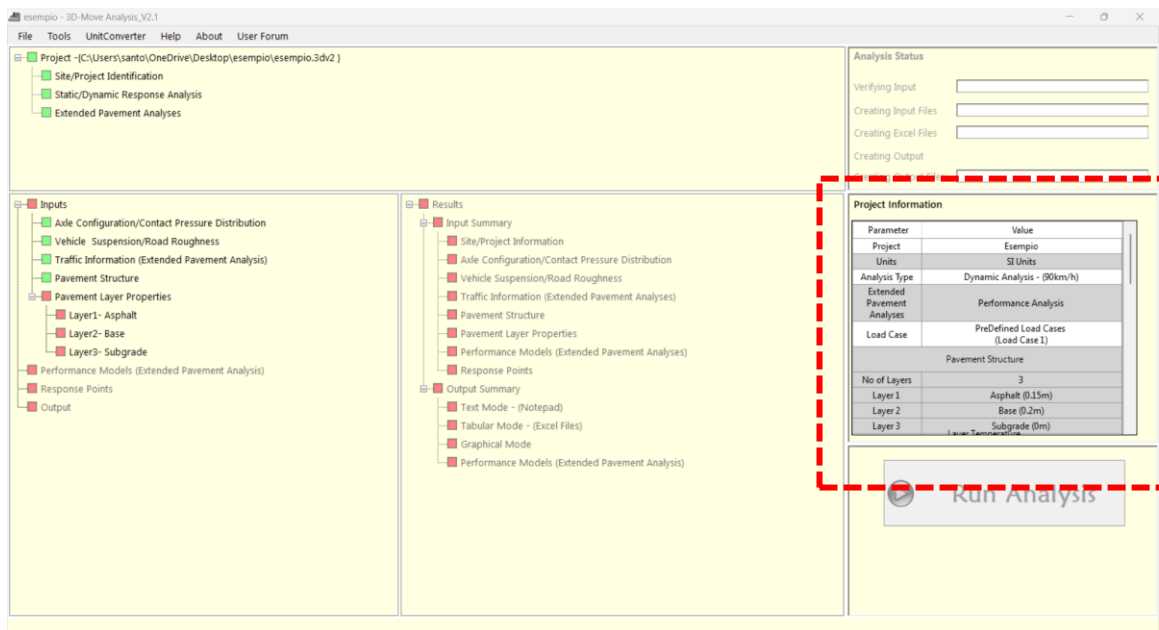 esempio - 3D-Move Analysis_V2.1
File Tools UnitConverter Help About User Forum
Project -(C:\Users\santo\OneDrive\Desktop\esempio\esempio.3dv2 )
Site/Project Identification
Static/Dynamic Response Analysis
Extended Pavement Analyses
Analysis Status
Verifying Input
Creating Input Files
Creating Excel Files
Creating Output
Creating Output Files
Inputs
Axle Configuration/Contact Pressure Distribution
Vehicle Suspension/Road Roughness
Traffic Information (Extended Pavement Analysis)
Pavement Structure
Pavement Layer Properties
Layer1- Asphalt
Layer2- Base
Layer3- Subgrade
Performance Models (Extended Pavement Analysis)
Response Points
Output
Results
Input Summary
Site/Project Information
Axle Configuration/Contact Pressure Distribution
Vehicle Suspension/Road Roughness
Traffic Information (Extended Pavement Analyses)
Pavement Structure
Pavement Layer Properties
Performance Models (Extended Pavement Analyses)
Response Points
Output Summary
Text Mode - (Notepad)
Tabular Mode - (Excel Files)
Graphical Mode
Performance Models (Extended Pavement Analysis)
Project Information
Parameter Value
Project Esempio
Units SI Units
Analysis Type Dynamic Analysis - (90km/h)
Extended
Pavement
Analyses
Performance Analysis
Load Case
PreDefined Load Cases
(Load Case 1)
Pavement Structure
No of Layers 3
Layer 1 Asphalt (0.15m)
Layer 2 Base (0.2m)
Layer 3 Subgrade (0m)
Layer Temperature
Run Analysis